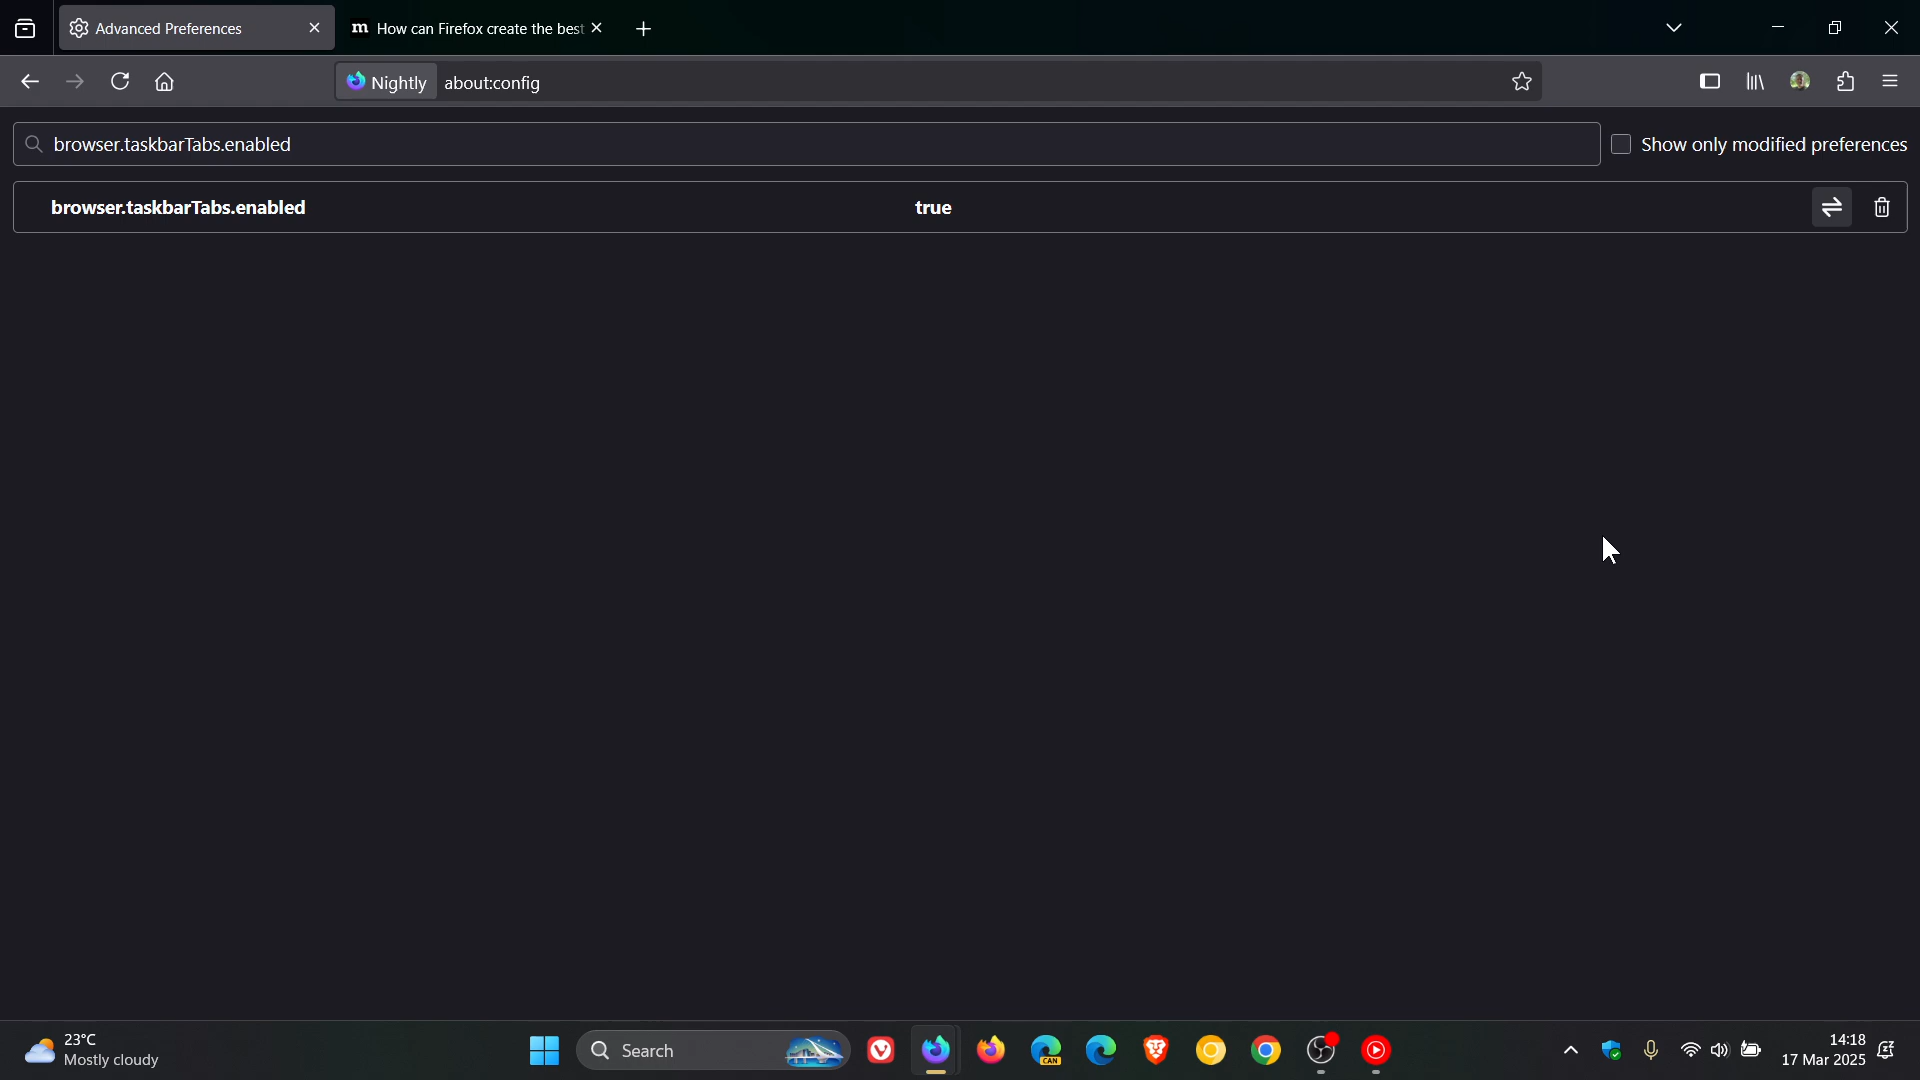 Advanced Preferences
How can Firefox create the best
Nightly
about:config
browser.taskbarTabs.enabled
Show only modified preferences
browser.taskbarTabs.enabled true
23°C
Mostly cloudy
Search
CAN
14:18
17 Mar 2025